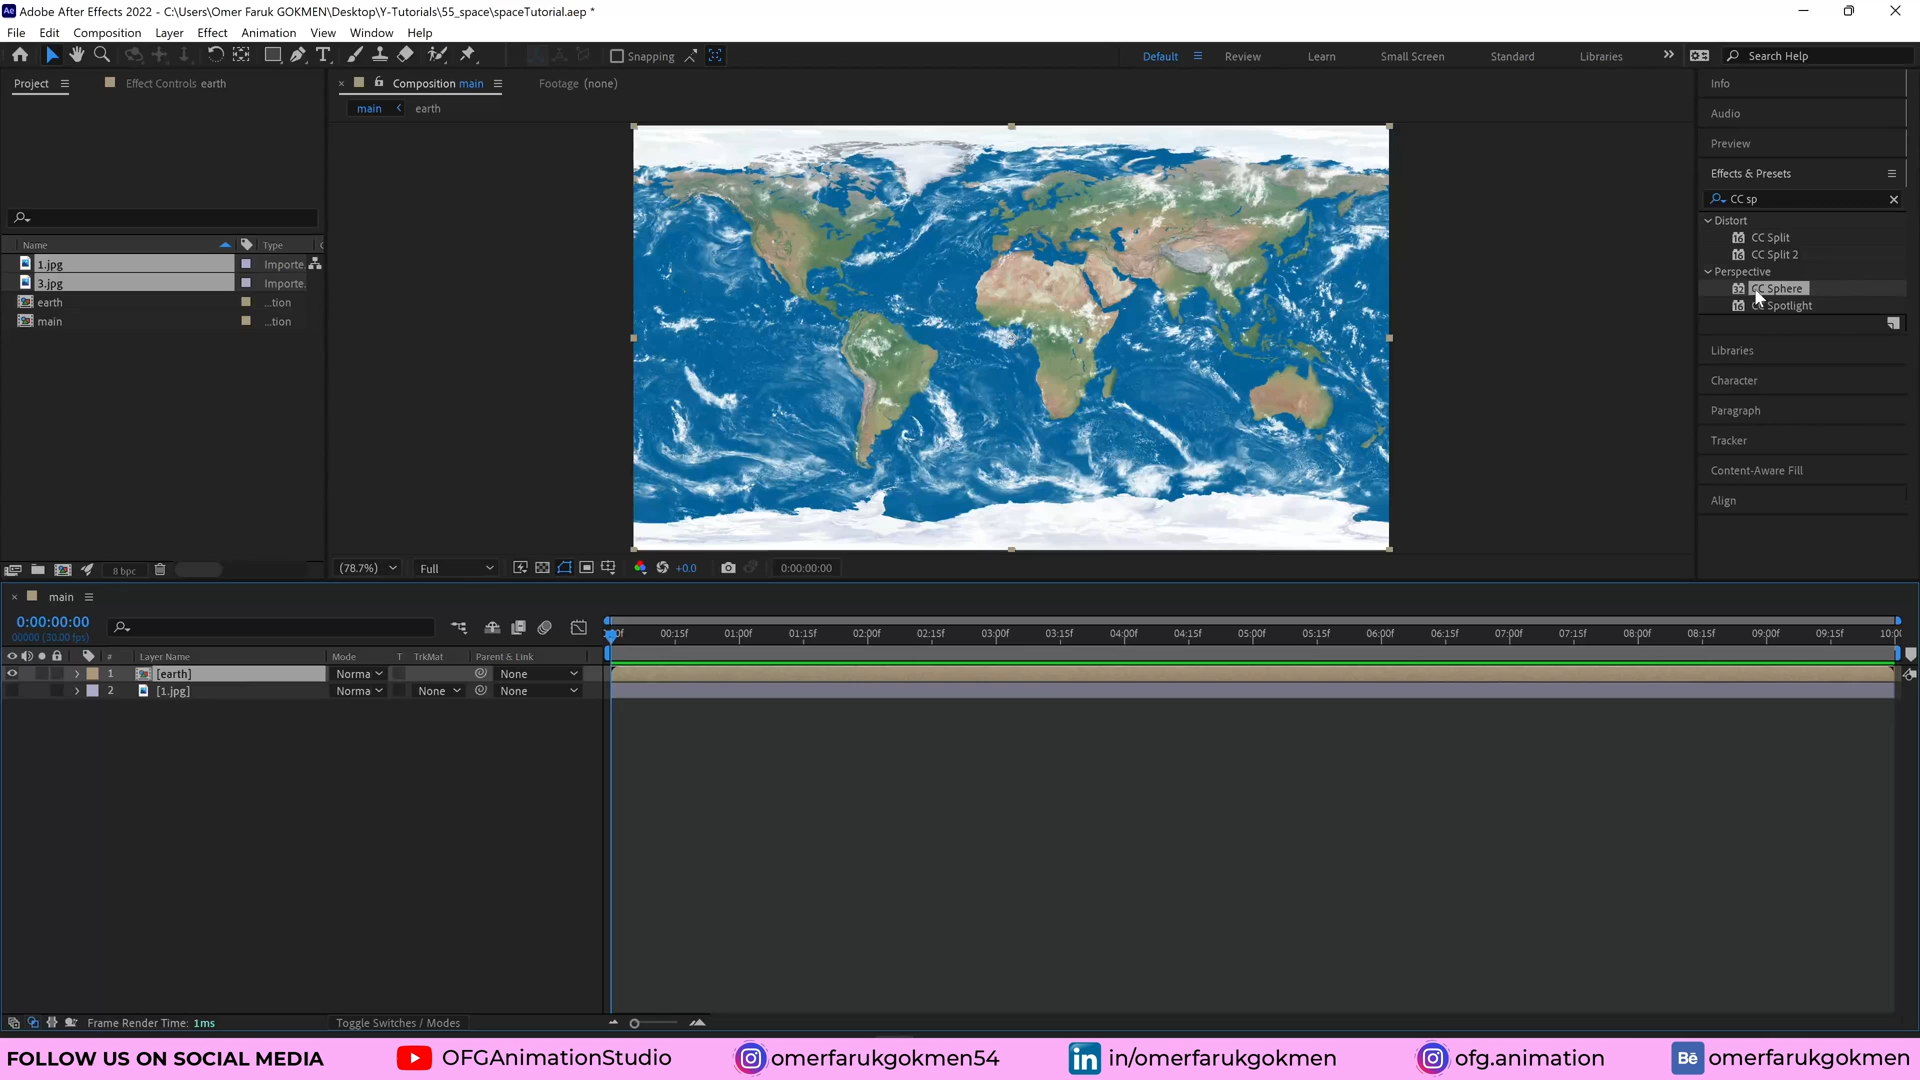 Adobe After Effects 2022 - C:\Users\Omer Faruk GOKMEN\Desktop\Y-Tutorials\55_space\spaceTutorial.aep *
File Edit Composition Layer Effect Animation View Window Help
Snapping
Default Review Learn Small Screen Standard Libraries Search Help
Project Effect Controls earth
Composition main Footage (none)
main earth
Name Type
1.jpg Importe
3.jpg Importe
earth ...tion
main ...tion
8 bpc
(78.7%) Full +0.0 0:00:00:00
Info
Audio
Preview
Effects & Presets
CC sp
Distort
CC Split
CC Split 2
Perspective
CC Sphere
CC Spotlight
Libraries
Character
Paragraph
Tracker
Content-Aware Fill
Align
main
0:00:00:00
00000 (30.00 fps)
00:15f 01:00f 01:15f 02:00f 02:15f 03:00f 03:15f 04:00f 04:15f 05:00f 05:15f 06:00f 06:15f 07:00f 07:15f 08:00f 08:15f 09:00f 09:15f 10:0
# Layer Name Mode T TrkMat Parent & Link
1 [earth] Norma None
2 [1.jpg] Norma None None
Frame Render Time: 1ms Toggle Switches / Modes
FOLLOW US ON SOCIAL MEDIA OFGAnimationStudio omerfarukgokmen54 in/omerfarukgokmen ofg.animation Bē omerfarukgokmen